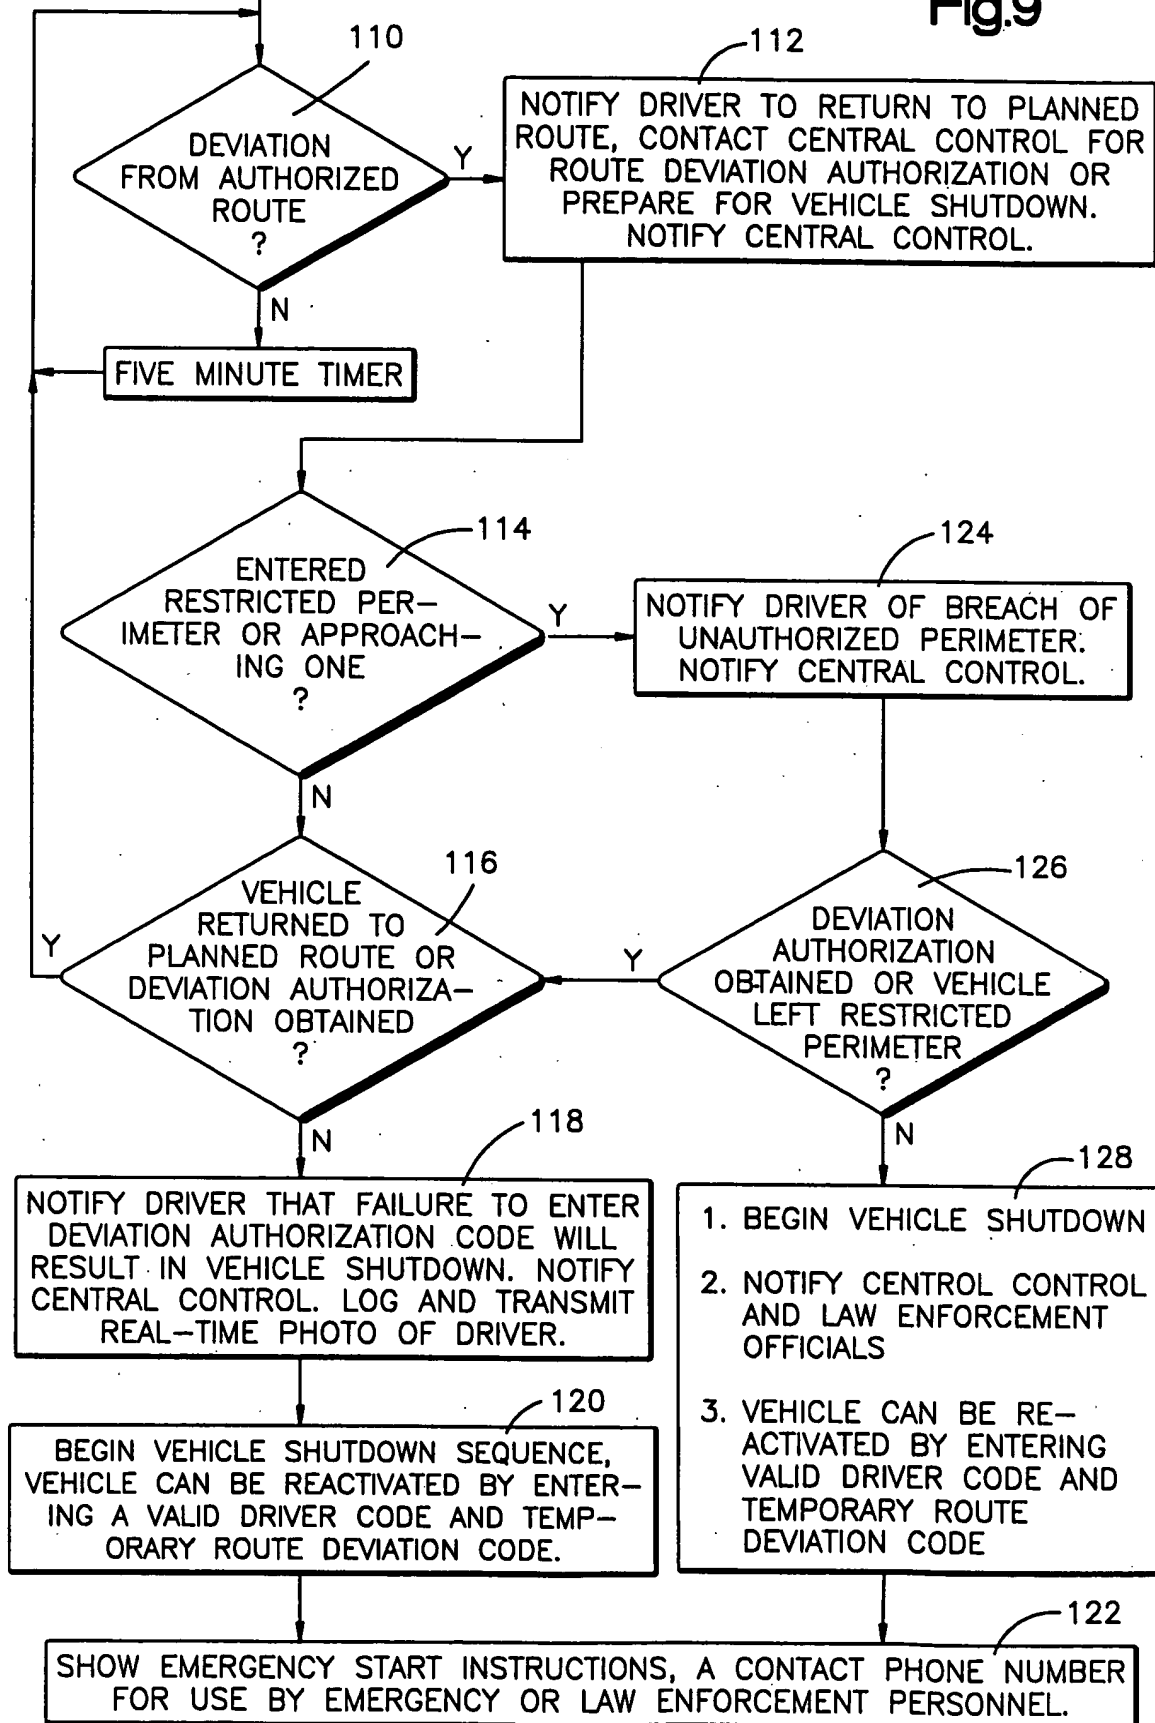 Fig.9
110
112
DEVIATION
FROM AUTHORIZED
ROUTE
?
Y
NOTIFY DRIVER TO RETURN TO PLANNED
ROUTE, CONTACT CENTRAL CONTROL FOR
ROUTE DEVIATION AUTHORIZATION OR
PREPARE FOR VEHICLE SHUTDOWN.
NOTIFY CENTRAL CONTROL.
N
FIVE MINUTE TIMER
114
ENTERED
RESTRICTED PER-
IMETER OR APPROACH-
ING ONE
?
Y
124
NOTIFY DRIVER OF BREACH OF
UNAUTHORIZED PERIMETER.
NOTIFY CENTRAL CONTROL.
N
116
VEHICLE
RETURNED TO
PLANNED ROUTE OR
DEVIATION AUTHORIZA-
TION OBTAINED
?
Y
126
DEVIATION
AUTHORIZATION
OBTAINED OR VEHICLE
LEFT RESTRICTED
PERIMETER
?
Y
N
N
118
NOTIFY DRIVER THAT FAILURE TO ENTER
DEVIATION AUTHORIZATION CODE WILL
RESULT IN VEHICLE SHUTDOWN. NOTIFY
CENTRAL CONTROL. LOG AND TRANSMIT
REAL-TIME PHOTO OF DRIVER.
128
1. BEGIN VEHICLE SHUTDOWN
2. NOTIFY CENTROL CONTROL
AND LAW ENFORCEMENT
OFFICIALS
3. VEHICLE CAN BE RE-
ACTIVATED BY ENTERING
VALID DRIVER CODE AND
TEMPORARY ROUTE
DEVIATION CODE
120
BEGIN VEHICLE SHUTDOWN SEQUENCE,
VEHICLE CAN BE REACTIVATED BY ENTER-
ING A VALID DRIVER CODE AND TEMP-
ORARY ROUTE DEVIATION CODE.
122
SHOW EMERGENCY START INSTRUCTIONS, A CONTACT PHONE NUMBER
FOR USE BY EMERGENCY OR LAW ENFORCEMENT PERSONNEL.